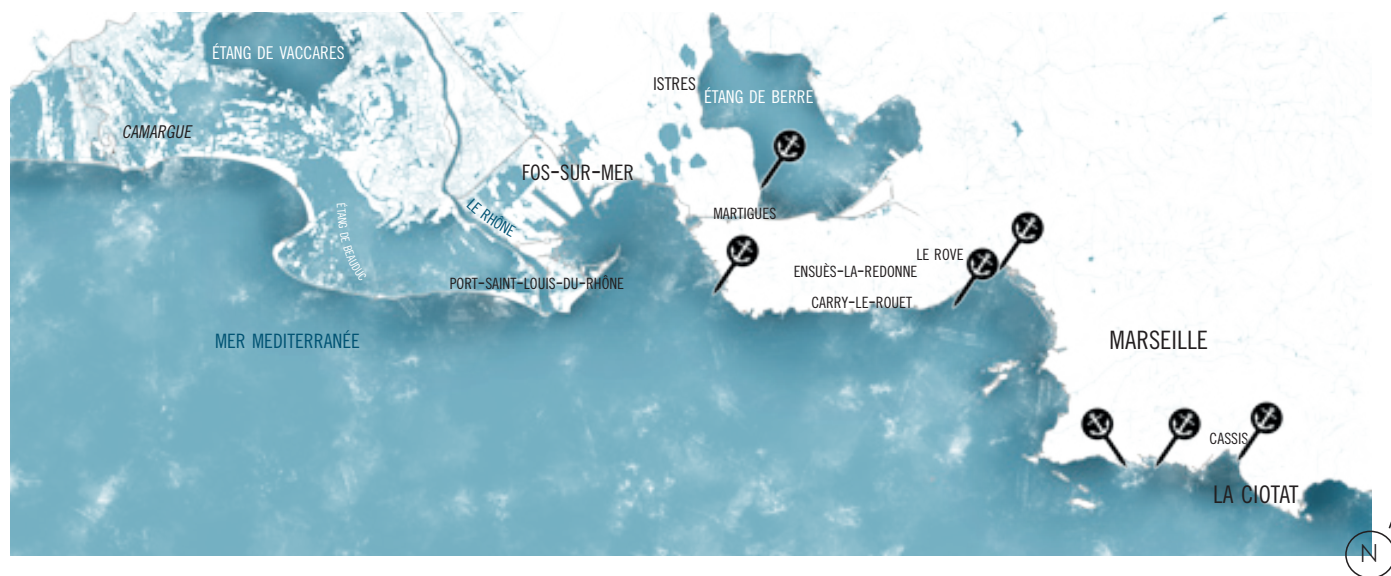 ÉTANG DE VACCARES
ISTRES
ÉTANG DE BERRE
CAMARGUE
FOS-SUR-MER
LE RHÔNE
MARTIGUES
ÉTANG DE BEAUDUC
LE ROVE
ENSUÈS-LA-REDONNE
PORT-SAINT-LOUIS-DU-RHÔNE
CARRY-LE-ROUET
MER MEDITERRANÉE
MARSEILLE
CASSIS
LA CIOTAT
N